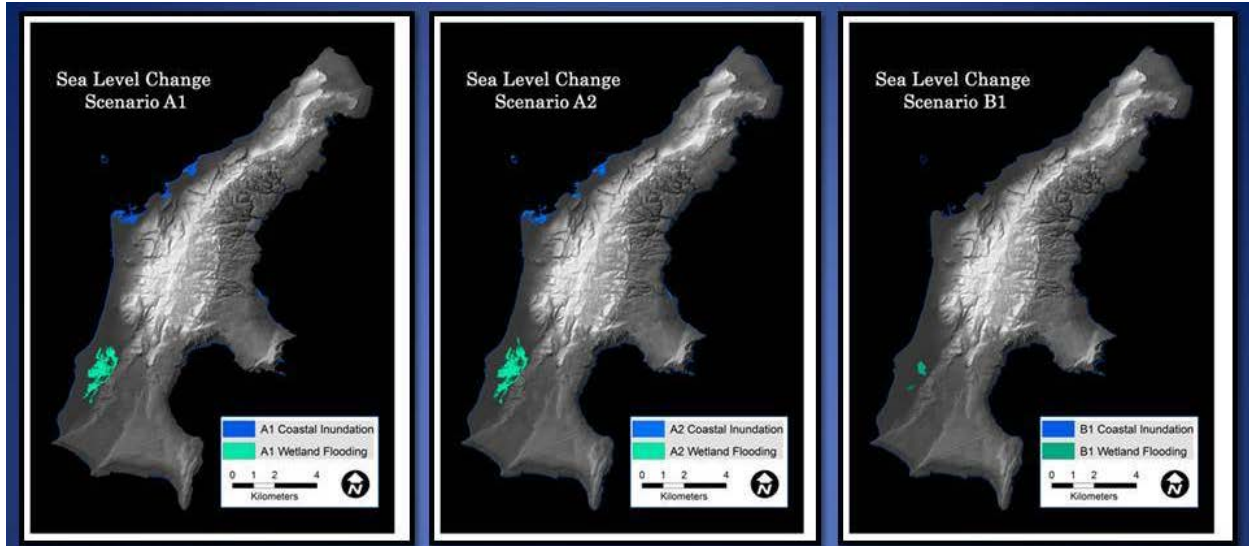 Sea Level Change
Scenario A1
A1 Coastal Inundation
A1 Wetland Flooding
0 1 2 4
Kilometers
N
Sea Level Change
Scenario A2
A2 Coastal Inundation
A2 Wetland Flooding
0 1 2 4
Kilometers
N
Sea Level Change
Scenario B1
B1 Coastal Inundation
B1 Wetland Flooding
0 1 2 4
Kilometers
N